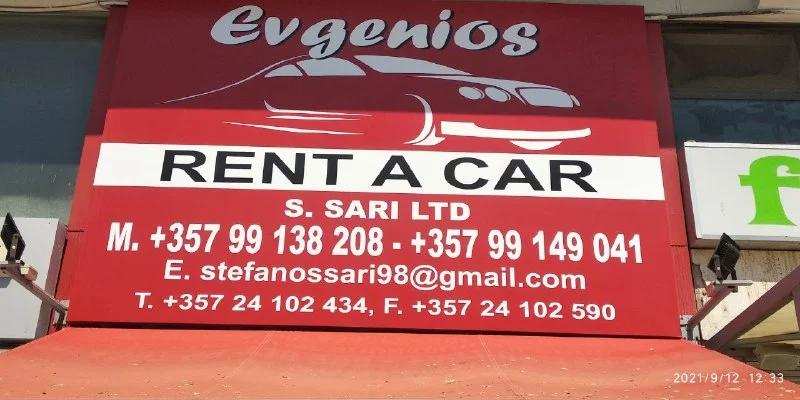 Evgenios
RENT A CAR
S. SARI LTD
M. +357 99 138 208 - +357 99 149 041
E. stefanossari98@gmail.com
T. +357 24 102 434, F. +357 24 102 590
f
2021/9/12 12:33